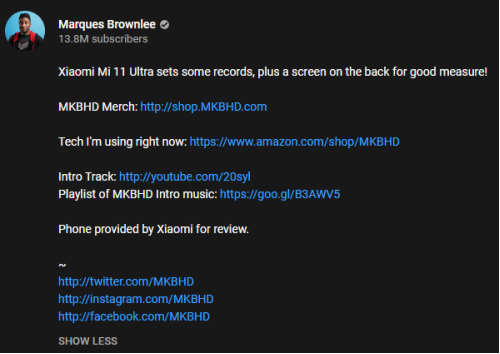 Marques Brownlee
13.8M subscribers
Xiaomi Mi 11 Ultra sets some records, plus a screen on the back for good measure!
MKBHD Merch: http://shop.MKBHD.com
Tech I'm using right now: https://www.amazon.com/shop/MKBHD
Intro Track: http://youtube.com/20syl
Playlist of MKBHD Intro music: https://goo.gl/B3AWV5
Phone provided by Xiaomi for review.
~
http://twitter.com/MKBHD
http://instagram.com/MKBHD
http://facebook.com/MKBHD
SHOW LESS